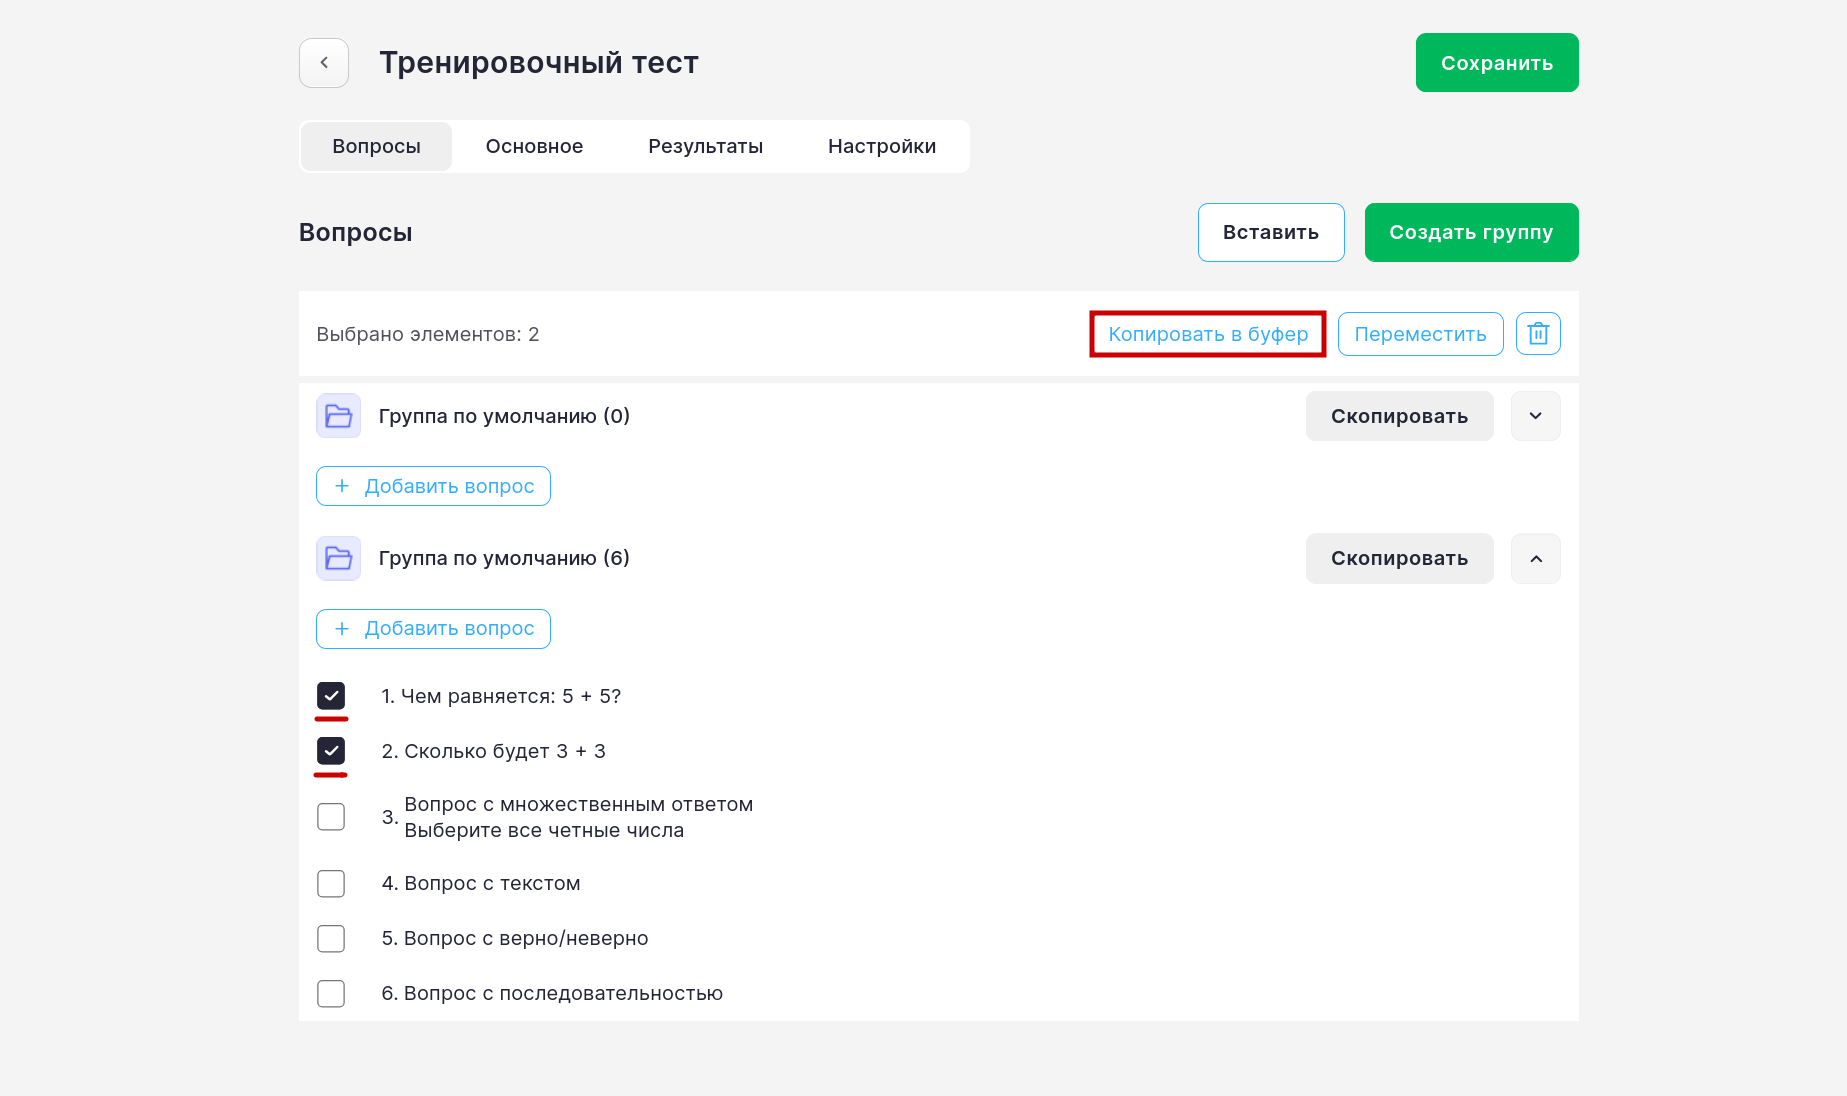 Тренировочный тест
Сохранить
Вопросы
Основное
Результаты
Настройки
Вопросы
Вставить
Создать группу
Выбрано элементов: 2
Копировать в буфер
Переместить
Группа по умолчанию (0)
Скопировать
+ Добавить вопрос
Группа по умолчанию (6)
Скопировать
+ Добавить вопрос
1. Чем равняется: 5 + 5?
2. Сколько будет 3 + 3
3. Вопрос с множественным ответом
Выберите все четные числа
4. Вопрос с текстом
5. Вопрос с верно/неверно
6. Вопрос с последовательностью